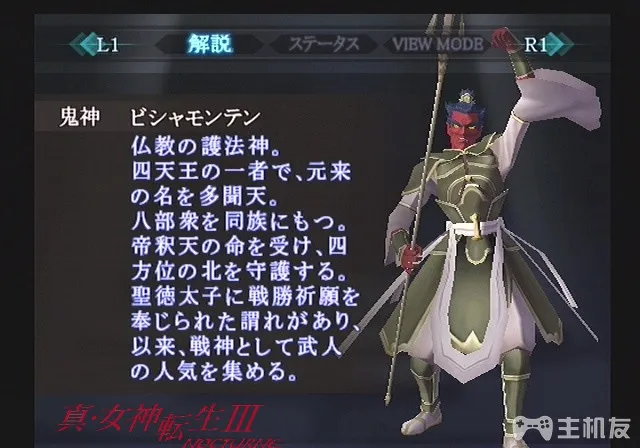 L1 解説 ステータス VIEW MODE R1
鬼神 ビシャモンテン
仏教の護法神。
四天王の一者で、元来
の名を多聞天。
八部衆を同族にもつ。
帝釈天の命を受け、四
方位の北を守護する。
聖徳太子に戦勝祈願を
奉じられた謂れがあり、
以来、戦神として武人
の人気を集める。
真・女神転生III
NOCTURNE
主机友